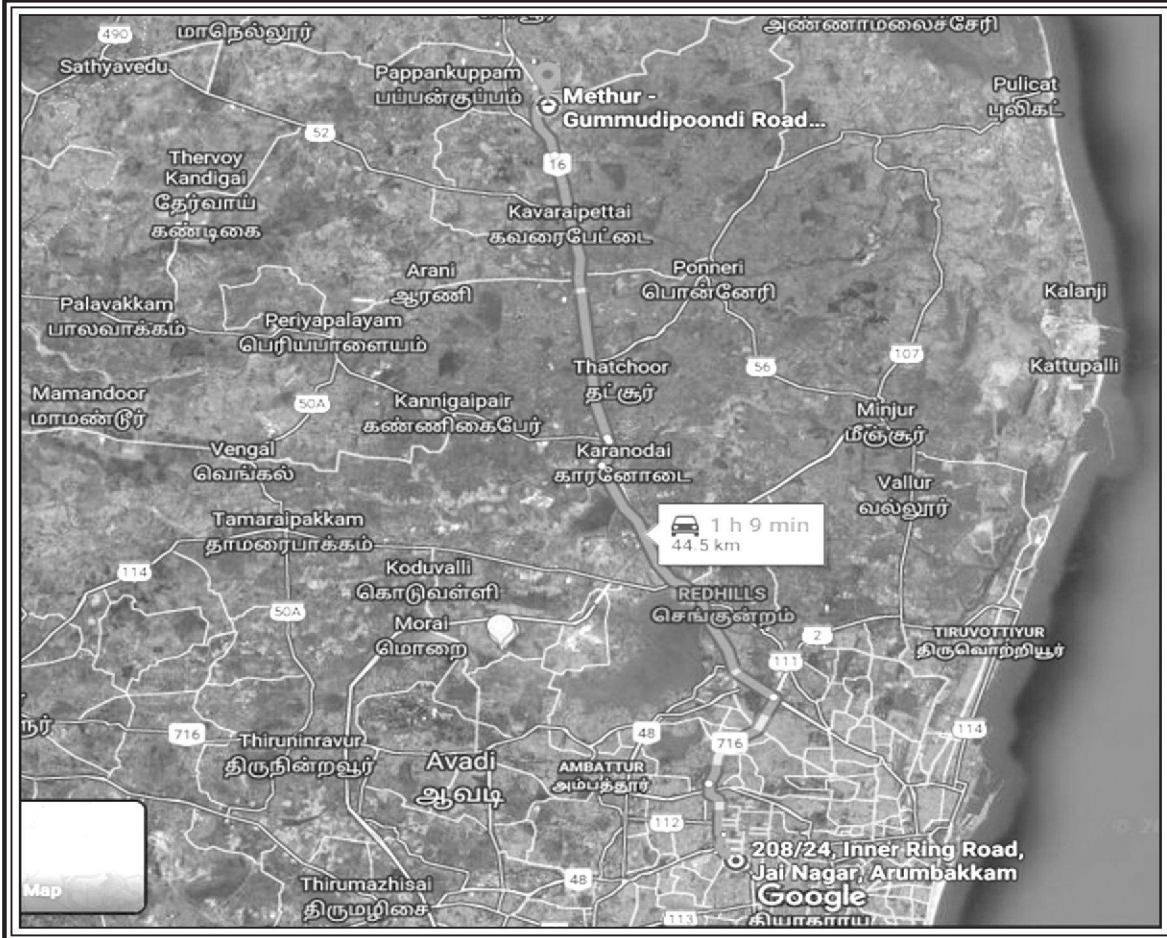 490
மாநெல்லூர்
அண்ணாமலைச்சேரி
Sathyavedu
Pappankuppam
பப்பன்குப்பம்
Methur -
Gummudipoondi Road...
Pulicat
புலிகட்
52
16
Thervoy
Kandigai
தேர்வாய்
கண்டிகை
Kavaraipettai
கவரைபேட்டை
Arani
ஆரணி
Ponneri
பொன்னேரி
Palavakkam
பாலவாக்கம்
Periyapalayam
பெரியபாளையம்
Kalanji
Kattupalli
Thatchoor
தட்சூர்
56
107
Mamandoor
மாமண்டூர்
50A
Kannigaipair
கண்ணிகைபேர்
Minjur
மீஞ்சூர்
Vengal
வெங்கல்
Karanodai
காரனோடை
Vallur
வல்லூர்
Tamaraipakkam
தாமரைபாக்கம்
1 h 9 min
44.5 km
114
Koduvalli
கொடுவள்ளி
REDHILLS
செங்குன்றம்
50A
Morai
மொறை
2
TIRUVOTTIYUR
திருவொற்றியூர்
111
716
Thiruninravur
திருநின்றவூர்
48
716
114
Avadi
ஆவடி
AMBATTUR
அம்பத்தூர்
112
208/24, Inner Ring Road,
Jai Nagar, Arumbakkam
Google
Map
Thirumazhisai
திருமழிசை
48
113
தியாகராய